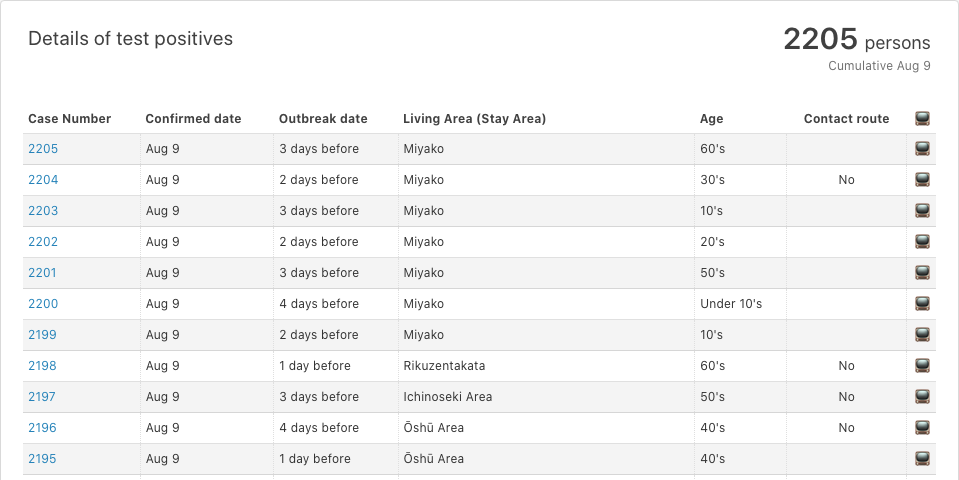 Details of test positives
2205 persons
Cumulative Aug 9
Case Number Confirmed date Outbreak date Living Area (Stay Area) Age Contact route
2205 Aug 9 3 days before Miyako 60's
2204 Aug 9 2 days before Miyako 30's No
2203 Aug 9 3 days before Miyako 10's
2202 Aug 9 2 days before Miyako 20's
2201 Aug 9 3 days before Miyako 50's
2200 Aug 9 4 days before Miyako Under 10's
2199 Aug 9 2 days before Miyako 10's
2198 Aug 9 1 day before Rikuzentakata 60's No
2197 Aug 9 3 days before Ichinoseki Area 50's No
2196 Aug 9 4 days before Ōshū Area 40's No
2195 Aug 9 1 day before Ōshū Area 40's